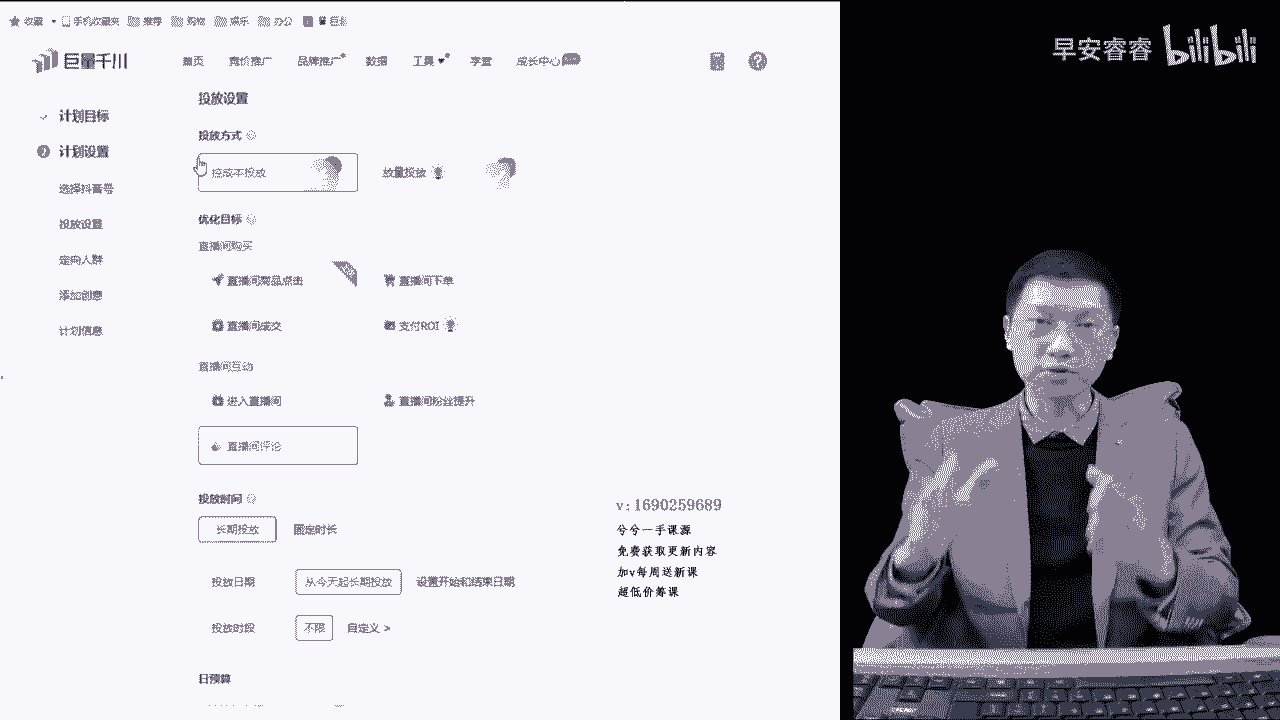 收藏 手机收藏夹 推荐 购物 娱乐 办公 巨量
巨量千川 首页 竞价推广 品牌推广 数据 工具 学堂 成长中心
早安睿睿 bilibili
计划目标
计划设置
选择抖音号
投放设置
定向人群
添加创意
计划信息
投放设置
投放方式
控成本投放 放量投放
优化目标
直播间购买
直播间商品点击 直播间下单
直播间成交 支付ROI
直播间互动
进入直播间 直播间粉丝提升
直播间评论
投放时间
长期投放 固定时长
投放日期 从今天起长期投放 设置开始和结束日期
投放时段 不限 自定义 >
日预算
v:1690259689
兮兮一手课源
免费获取更新内容
加v每周送新课
超低价筹课